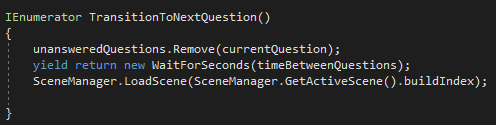 IEnumerator TransitionToNextQuestion()
{
unansweredQuestions.Remove(currentQuestion);
yield return new WaitForSeconds(timeBetweenQuestions);
SceneManager.LoadScene(SceneManager.GetActiveScene().buildIndex);
}